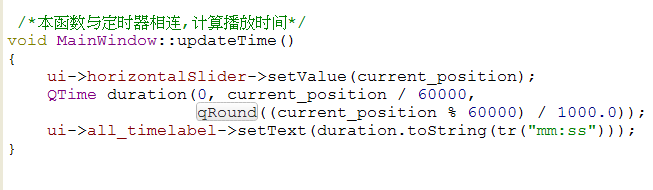 /*本函数与定时器相连,计算播放时间*/
void MainWindow::updateTime()
{
    ui->horizontalSlider->setValue(current_position);
    QTime duration(0, current_position / 60000,
                   qRound((current_position % 60000) / 1000.0));
    ui->all_timelabel->setText(duration.toString(tr("mm:ss")));
}